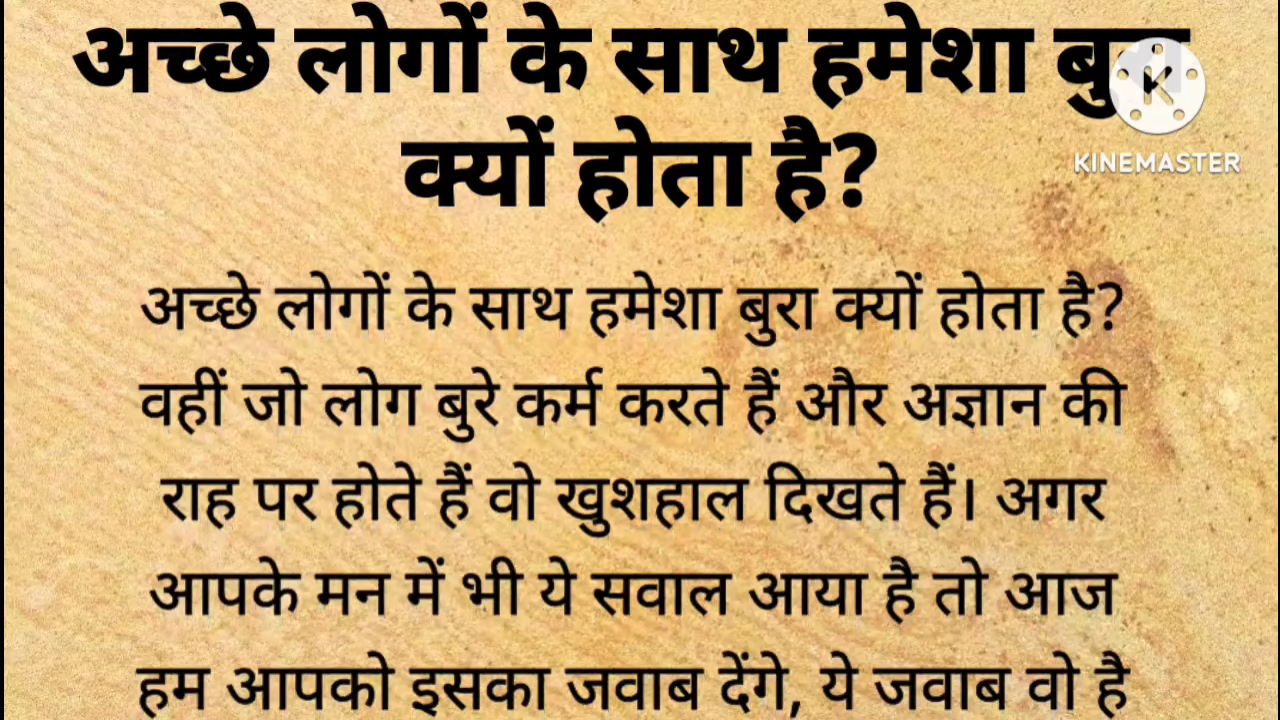 अच्छे लोगों के साथ हमेशा बुरा
क्यों होता है?
KINEMASTER
अच्छे लोगों के साथ हमेशा बुरा क्यों होता है?
वहीं जो लोग बुरे कर्म करते हैं और अज्ञान की
राह पर होते हैं वो खुशहाल दिखते हैं। अगर
आपके मन में भी ये सवाल आया है तो आज
हम आपको इसका जवाब देंगे, ये जवाब वो है